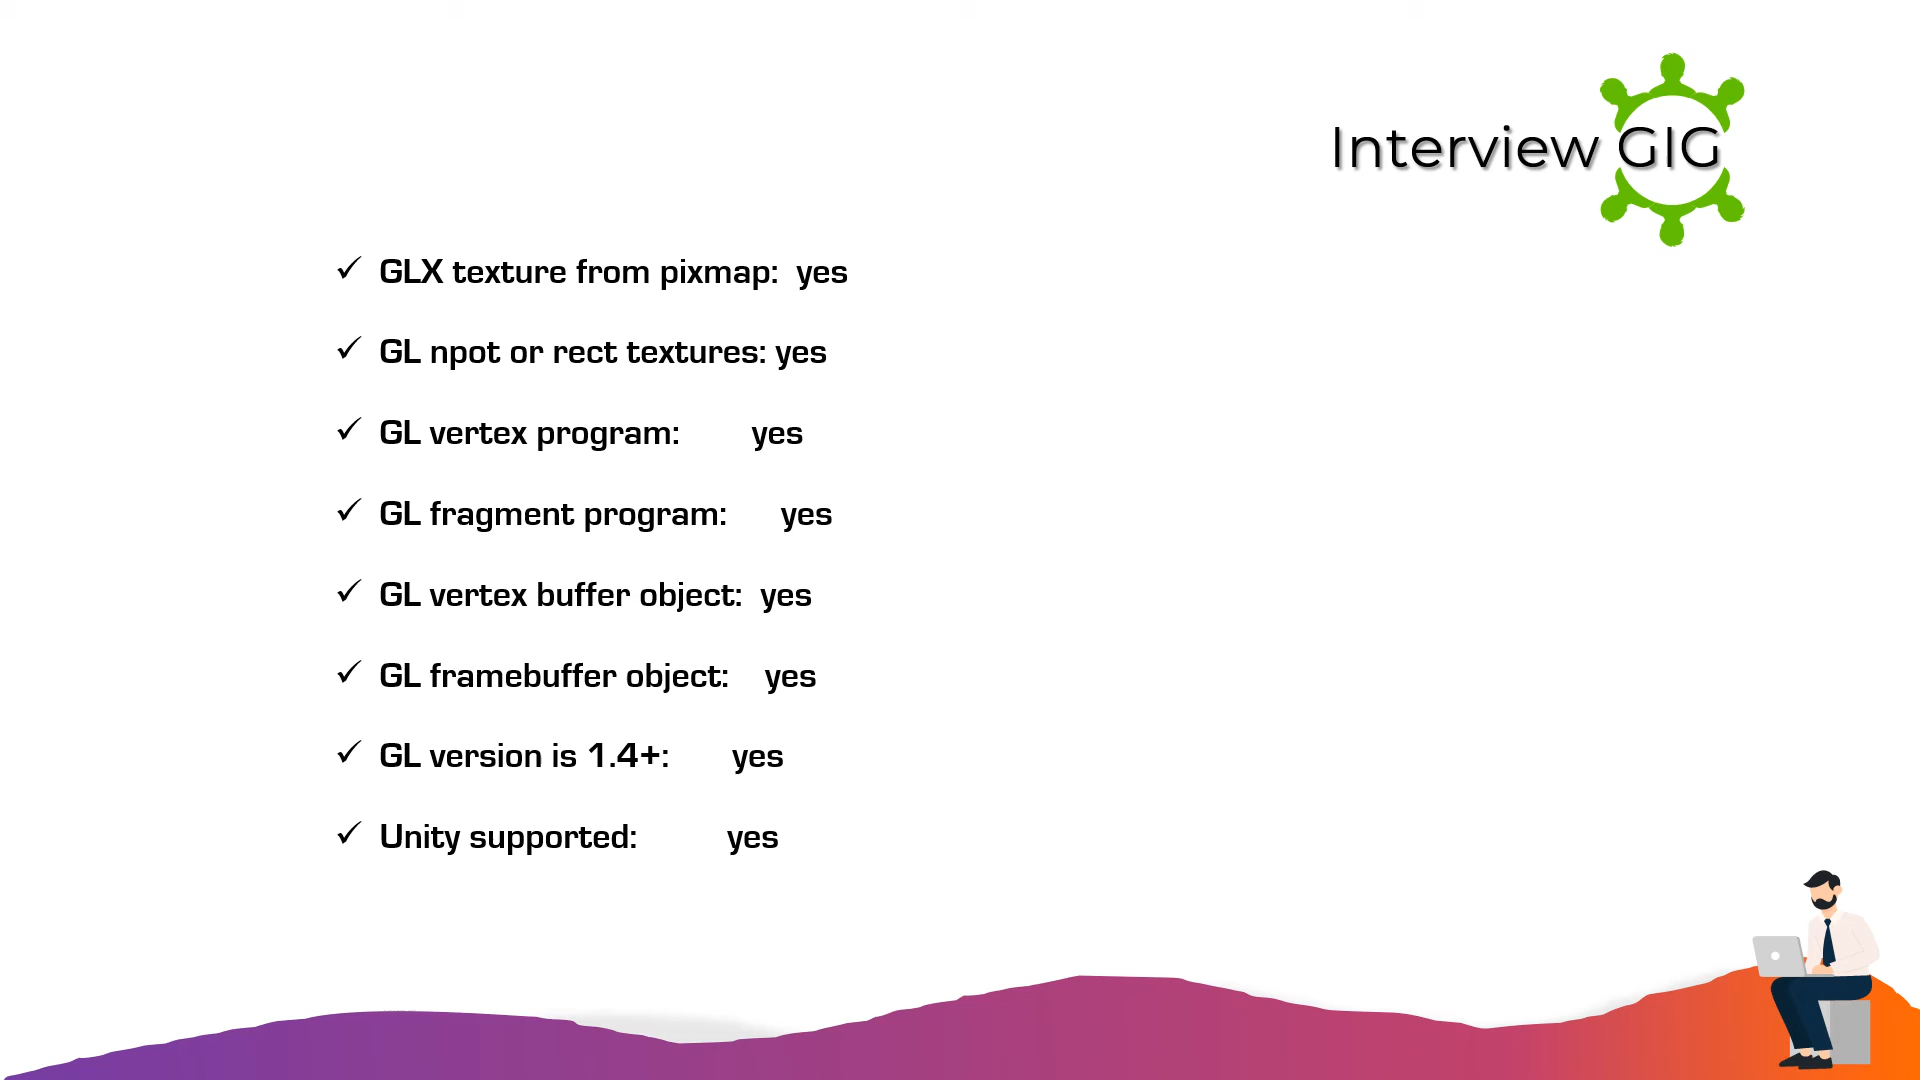 Interview GIG
✓ GLX texture from pixmap: yes
✓ GL npot or rect textures: yes
✓ GL vertex program: yes
✓ GL fragment program: yes
✓ GL vertex buffer object: yes
✓ GL framebuffer object: yes
✓ GL version is 1.4+: yes
✓ Unity supported: yes